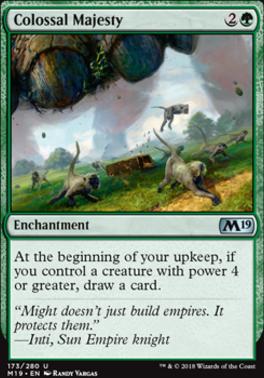 Colossal Majesty 2
Enchantment M19
At the beginning of your upkeep, if
you control a creature with power 4
or greater, draw a card.
"Might doesn't just build empires. It
protects them."
—Inti, Sun Empire knight
173/280 U
M19 • EN RANDY VARGAS ™ & © 2018 Wizards of the Coast